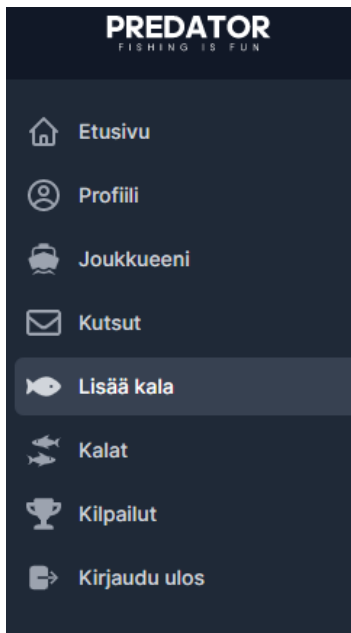 PREDATOR
FISHING IS FUN
Etusivu
Profiili
Joukkueeni
Kutsut
Lisää kala
Kalat
Kilpailut
Kirjaudu ulos